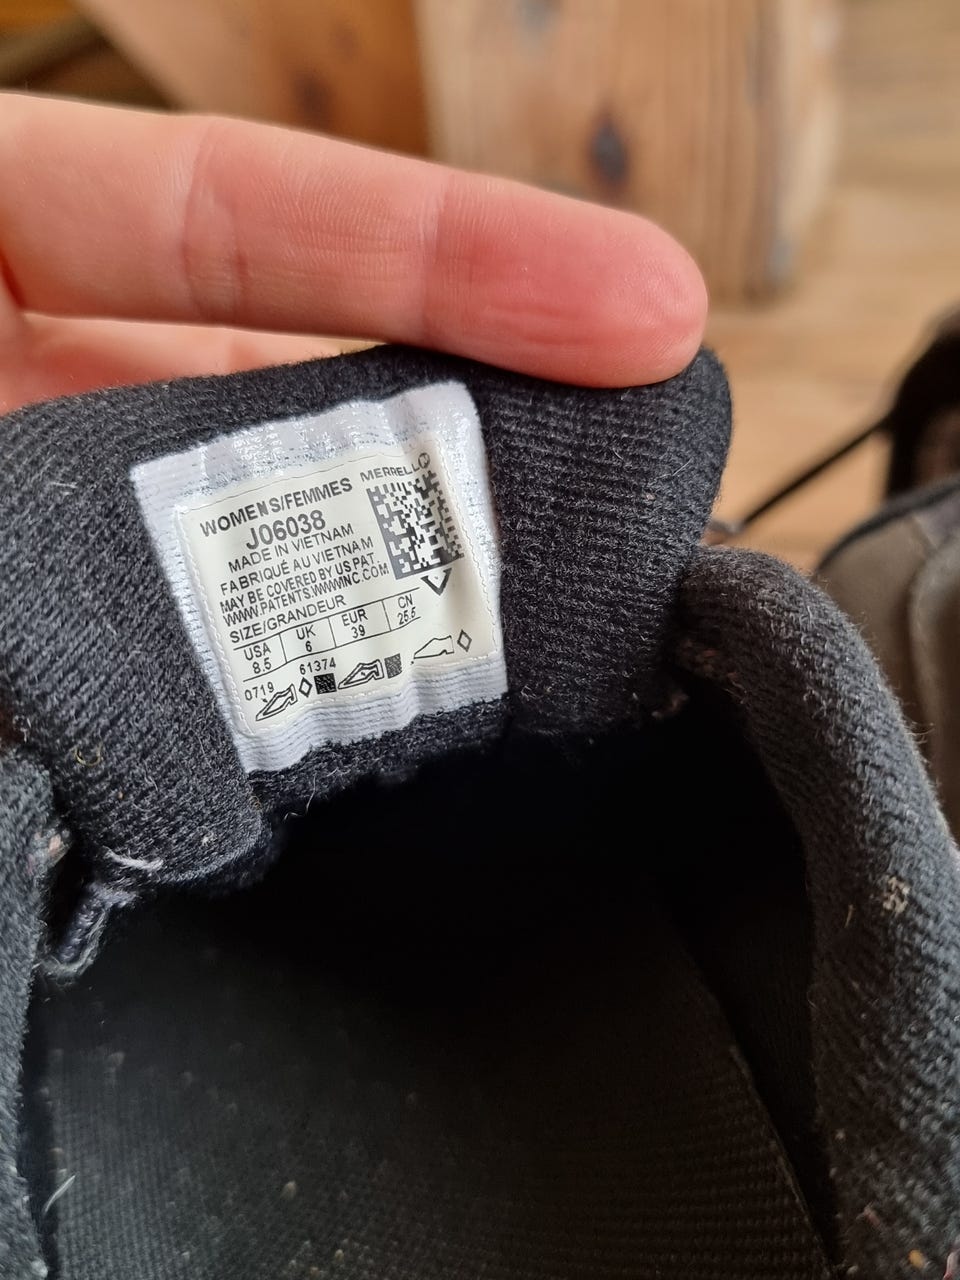 MERRELL
WOMENS/FEMMES
J06038
MADE IN VIETNAM
FABRIQUÉ AU VIETNAM
MAY BE COVERED BY US PAT.
WWW.PATENTS.WWWINC.COM
SIZE/GRANDEUR
USA UK EUR CN
8.5 6 39 25.5
0719 61374